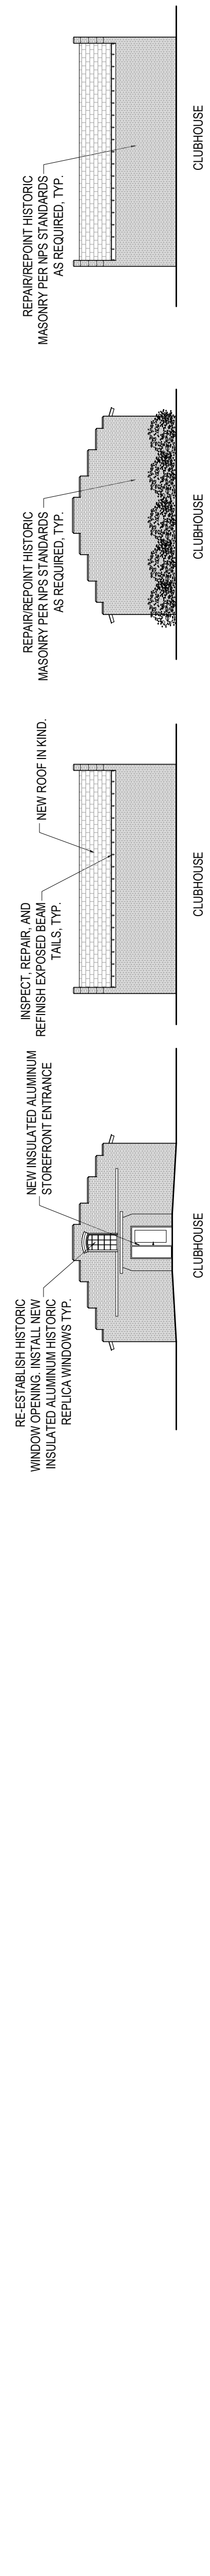 RE-ESTABLISH HISTORIC
WINDOW OPENING. INSTALL NEW
INSULATED ALUMINUM HISTORIC
REPLICA WINDOWS TYP.
NEW INSULATED ALUMINUM
STOREFRONT ENTRANCE
CLUBHOUSE
INSPECT, REPAIR, AND
REFINISH EXPOSED BEAM
TAILS, TYP.
NEW ROOF IN KIND.
CLUBHOUSE
REPAIR/REPOINT HISTORIC
MASONRY PER NPS STANDARDS
AS REQUIRED, TYP.
CLUBHOUSE
REPAIR/REPOINT HISTORIC
MASONRY PER NPS STANDARDS
AS REQUIRED, TYP.
CLUBHOUSE